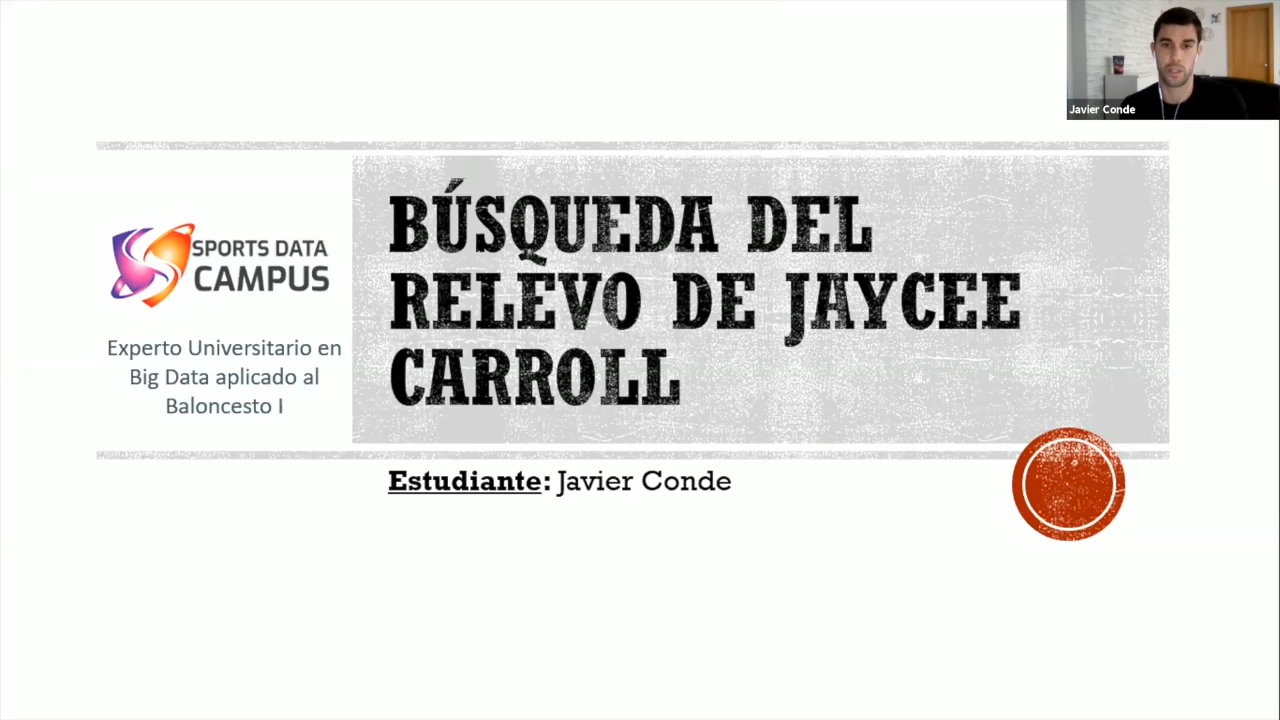 Javier Conde
BÚSQUEDA DEL
RELEVO DE JAYCEE
CARROLL
SPORTS DATA
CAMPUS
Experto Universitario en
Big Data aplicado al
Baloncesto I
Estudiante: Javier Conde